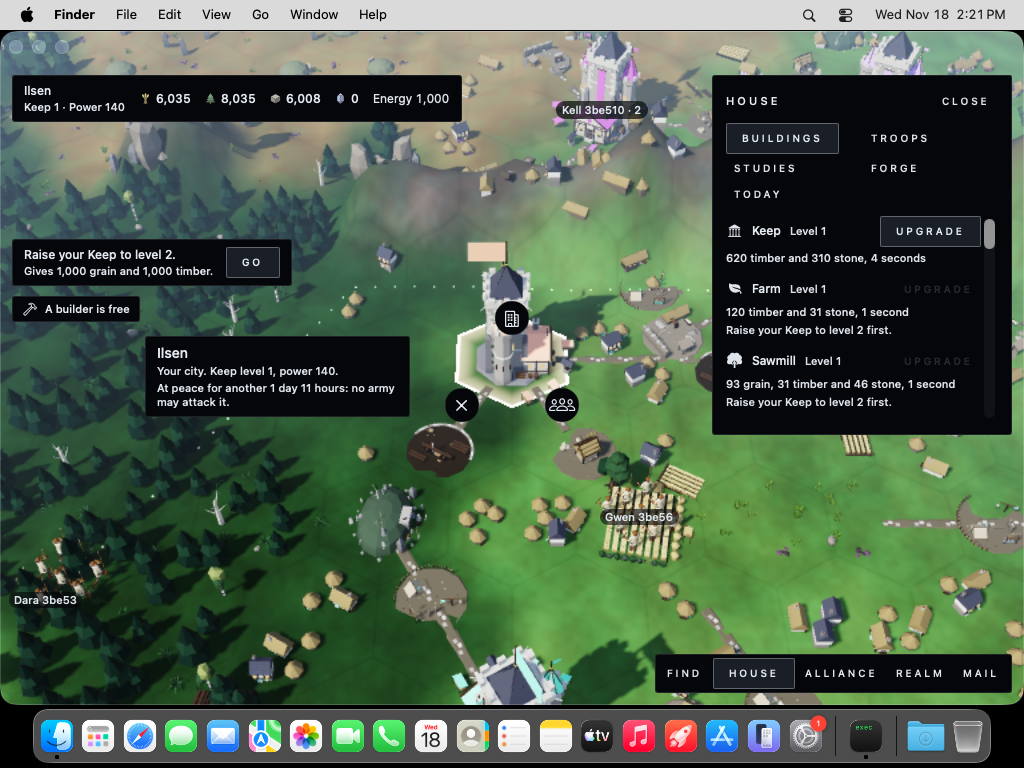 Finder File Edit View Go Window Help
Wed Nov 18 2:21 PM
Ilsen
Keep 1 · Power 140
6,035 8,035 6,008 0 Energy 1,000
Kell 3be510 · 2
HOUSE CLOSE
BUILDINGS TROOPS
STUDIES FORGE
TODAY
Keep Level 1 UPGRADE
620 timber and 310 stone, 4 seconds
Farm Level 1 UPGRADE
120 timber and 31 stone, 1 second
Raise your Keep to level 2 first.
Sawmill Level 1 UPGRADE
93 grain, 31 timber and 46 stone, 1 second
Raise your Keep to level 2 first.
Raise your Keep to level 2.
Gives 1,000 grain and 1,000 timber.
GO
A builder is free
Ilsen
Your city. Keep level 1, power 140.
At peace for another 1 day 11 hours: no army
may attack it.
Gwen 3be56
Dara 3be53
FIND HOUSE ALLIANCE REALM MAIL
Wed
18
tv
1
exec